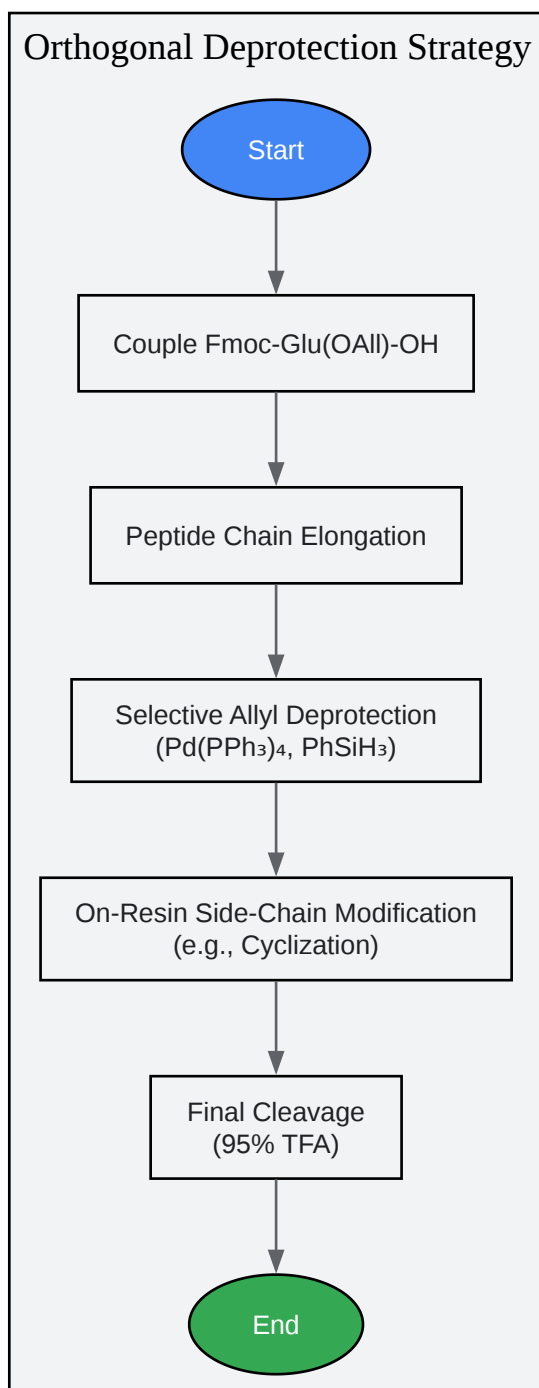 Orthogonal Deprotection Strategy
Start
Couple Fmoc-Glu(OAll)-OH
Peptide Chain Elongation
Selective Allyl Deprotection
(Pd(PPh₃)₄, PhSiH₃)
On-Resin Side-Chain Modification
(e.g., Cyclization)
Final Cleavage
(95% TFA)
End